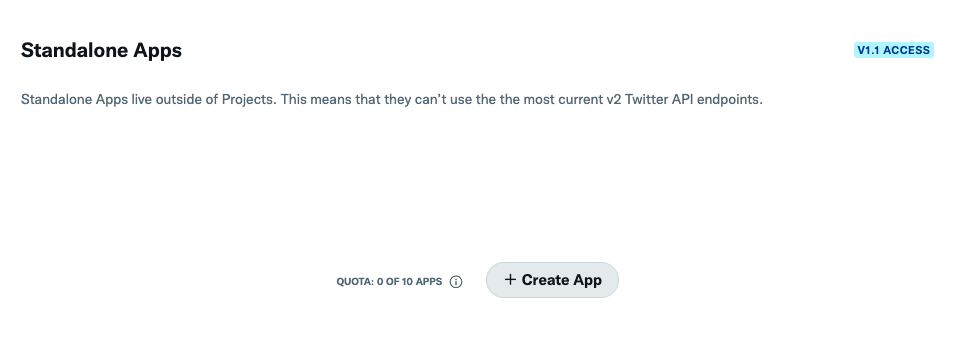 Standalone Apps
V1.1 ACCESS
Standalone Apps live outside of Projects. This means that they can't use the the most current v2 Twitter API endpoints.
QUOTA: 0 OF 10 APPS
+ Create App